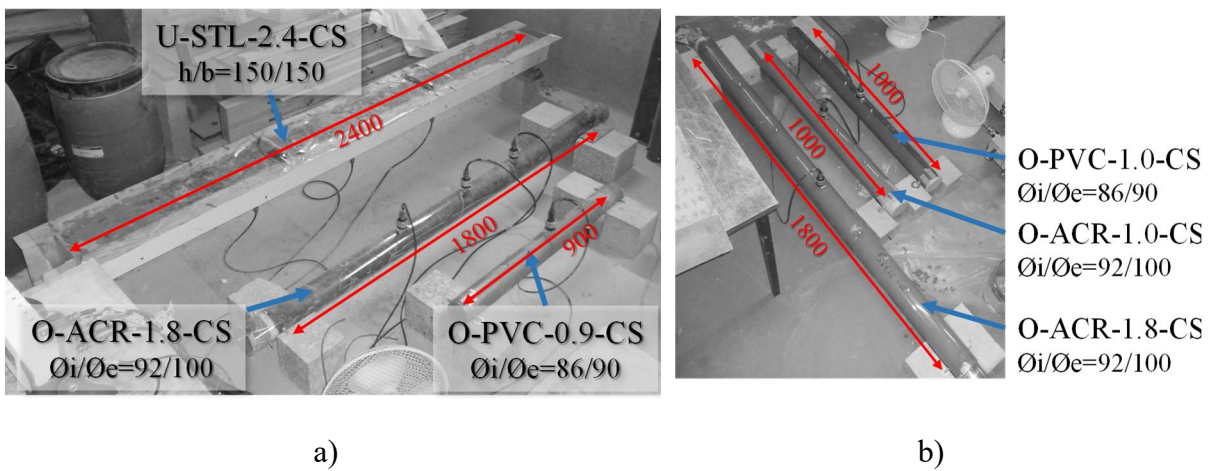 U-STL-2.4-CS
h/b=150/150
2400
1800
900
O-ACR-1.8-CS
Øi/Øe=92/100
O-PVC-0.9-CS
Øi/Øe=86/90
a)
1000
1000
1800
O-PVC-1.0-CS
Øi/Øe=86/90
O-ACR-1.0-CS
Øi/Øe=92/100
O-ACR-1.8-CS
Øi/Øe=92/100
b)